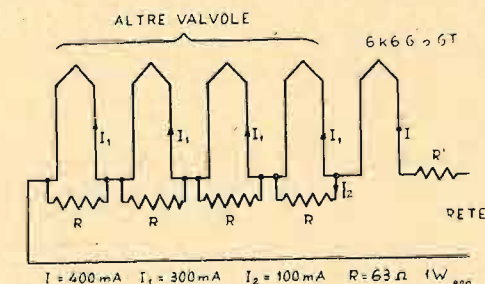 ALTRE VALVOLE
6K6 G o GT
I₁ I₁ I₁ I₁ I
R'
I₂
R R R R
RETE
I = 400 mA I₁ = 300 mA I₂ = 100 mA R = 63 Ω 1W